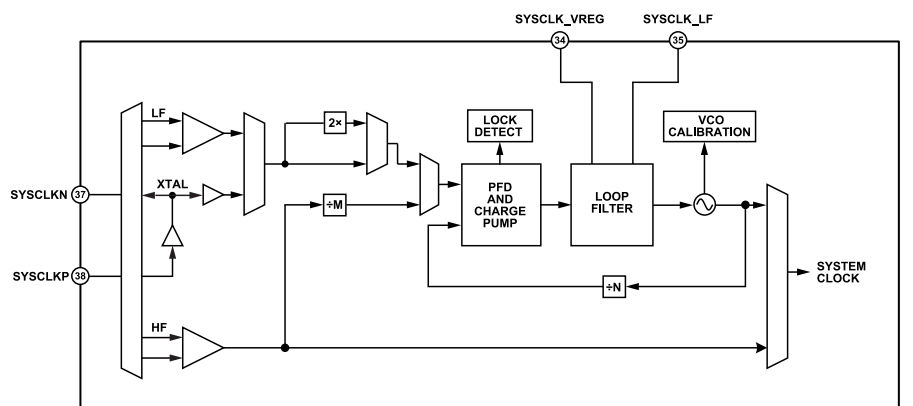 SYSCLK_VREG
SYSCLK_LF
34
35
LF
2×
LOCK
DETECT
VCO
CALIBRATION
SYSCLKN
37
XTAL
÷M
PFD
AND
CHARGE
PUMP
LOOP
FILTER
SYSCLKP
38
÷N
SYSTEM
CLOCK
HF